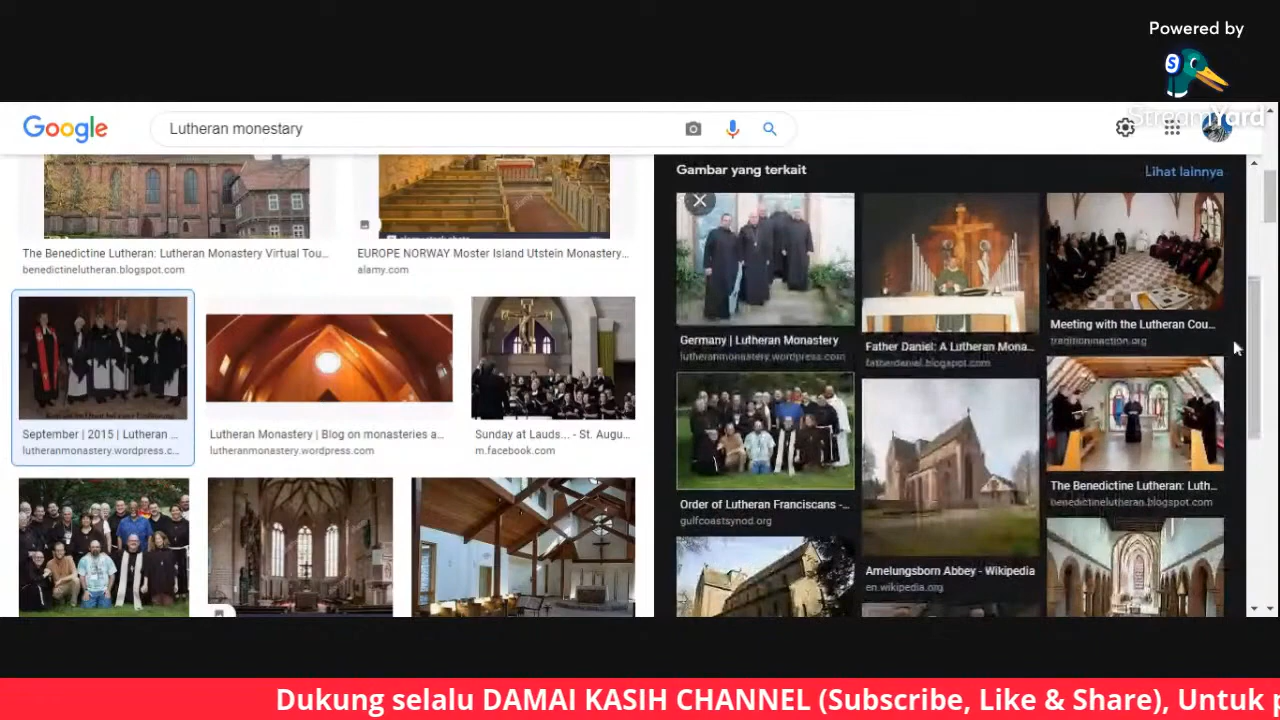 Powered by
StreamYard
Google
Lutheran monestary
Gambar yang terkait
Lihat lainnya
The Benedictine Lutheran: Lutheran Monastery Virtual Tou...
benedictinelutheran.blogspot.com
EUROPE NORWAY Moster Island Utstein Monastery...
alamy.com
September | 2015 | Lutheran ...
lutheranmonastery.wordpress.c...
Lutheran Monastery | Blog on monasteries a...
lutheranmonastery.wordpress.com
Sunday at Lauds... - St. Augu...
m.facebook.com
Germany | Lutheran Monastery
lutheranmonastery.wordpress.com
Father Daniel: A Lutheran Mona...
fatherdaniel.blogspot.com
Meeting with the Lutheran Cou...
traditioninaction.org
Order of Lutheran Franciscans -...
gulfcoastsynod.org
Amelungsborn Abbey - Wikipedia
en.wikipedia.org
The Benedictine Lutheran: Luth...
benedictinelutheran.blogspot.com
Dukung selalu DAMAI KASIH CHANNEL (Subscribe, Like & Share), Untuk p